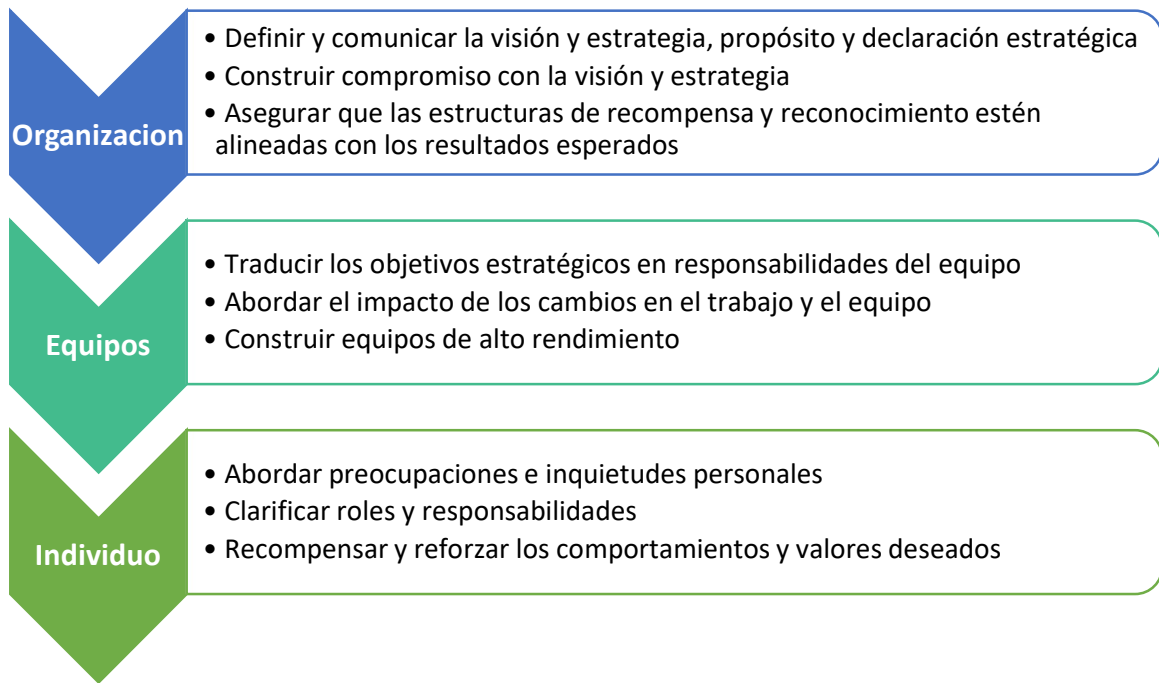 Organizacion
• Definir y comunicar la visión y estrategia, propósito y declaración estratégica
• Construir compromiso con la visión y estrategia
• Asegurar que las estructuras de recompensa y reconocimiento estén
alineadas con los resultados esperados
Equipos
• Traducir los objetivos estratégicos en responsabilidades del equipo
• Abordar el impacto de los cambios en el trabajo y el equipo
• Construir equipos de alto rendimiento
Individuo
• Abordar preocupaciones e inquietudes personales
• Clarificar roles y responsabilidades
• Recompensar y reforzar los comportamientos y valores deseados